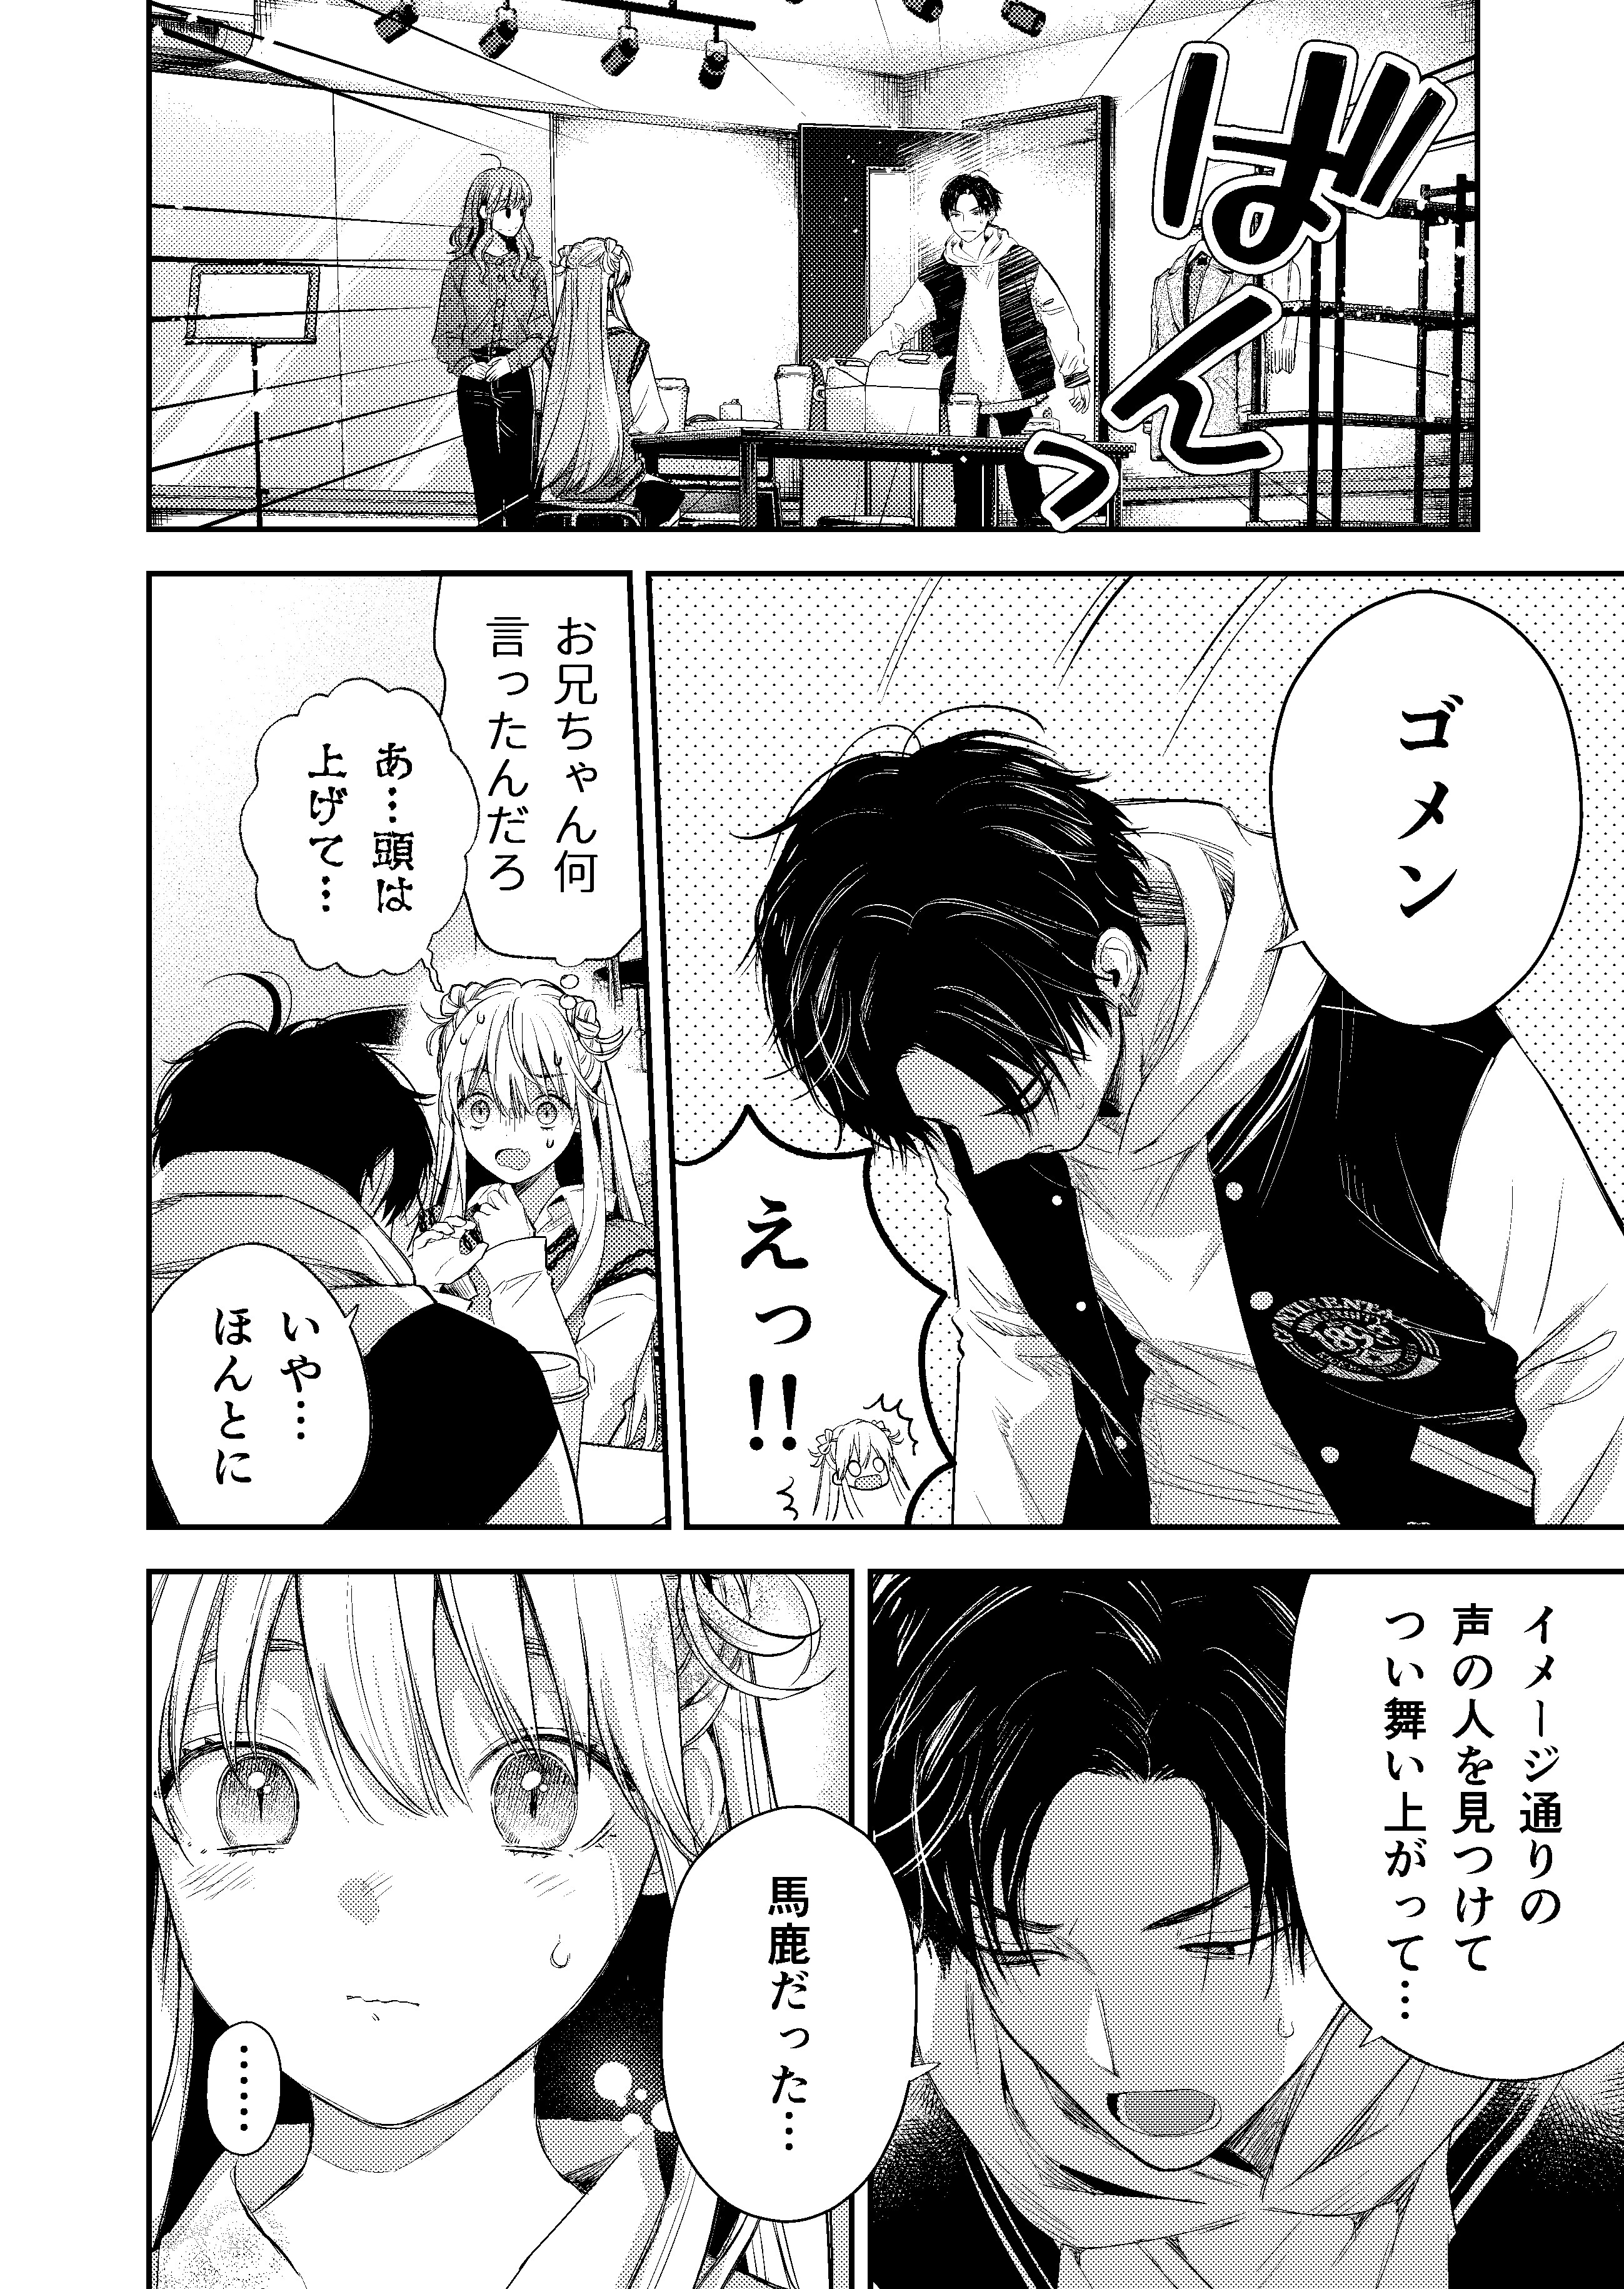 ばんっ
ゴメン
えっ!!
お兄ちゃん何
言ったんだろ
あ…頭は
上げて…
いや…
ほんとに
イメージ通りの
声の人を見つけて
つい舞い上がって…
馬鹿だった…
……